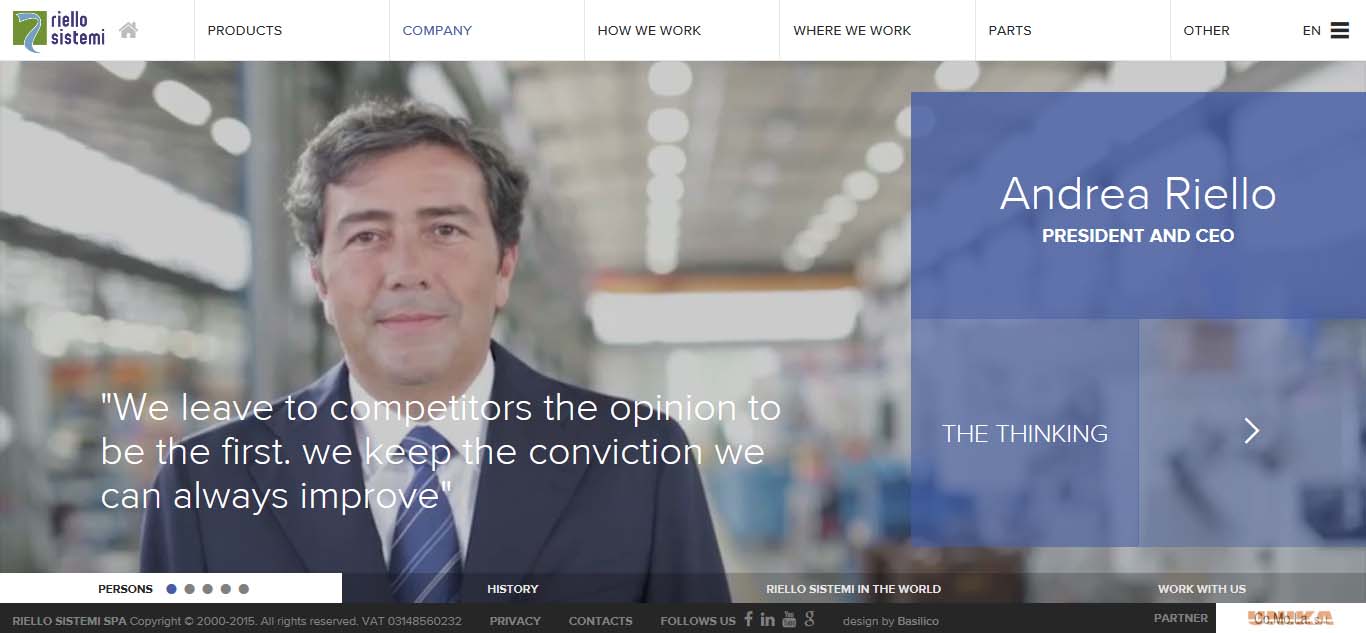 riello
sistemi
PRODUCTS
COMPANY
HOW WE WORK
WHERE WE WORK
PARTS
OTHER
EN
Andrea Riello
PRESIDENT AND CEO
THE THINKING
"We leave to competitors the opinion to
be the first. we keep the conviction we
can always improve"
PERSONS
HISTORY
RIELLO SISTEMI IN THE WORLD
WORK WITH US
RIELLO SISTEMI SPA Copyright © 2000-2015. All rights reserved. VAT 03148560232
PRIVACY
CONTACTS
FOLLOWS US
design by Basilico
PARTNER